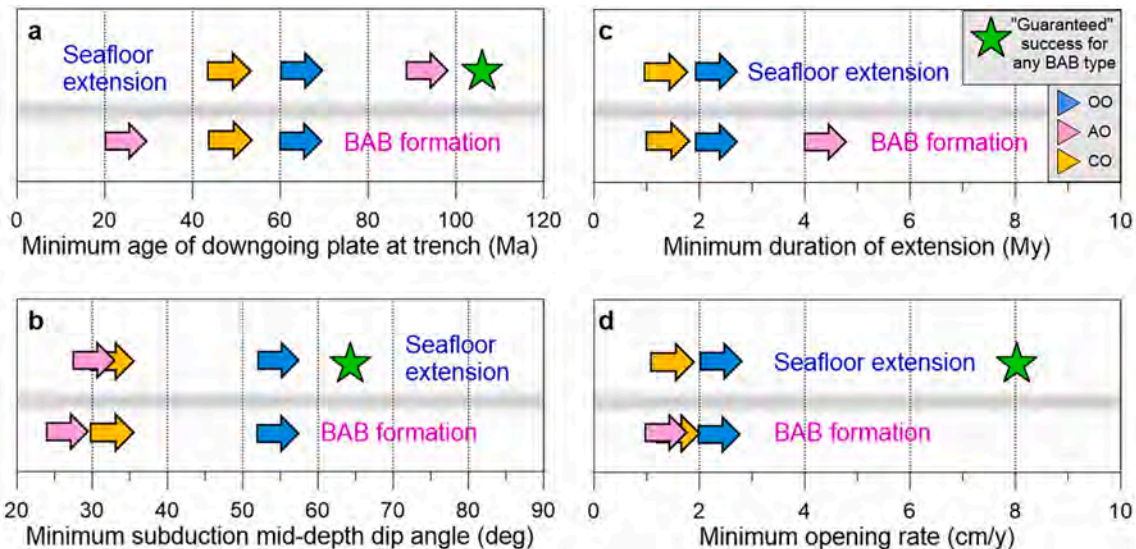 a
Seafloor
extension
BAB formation
0 20 40 60 80 100 120
Minimum age of downgoing plate at trench (Ma)
c
Seafloor extension
BAB formation
"Guaranteed"
success for
any BAB type
OO
AO
CO
0 2 4 6 8 10
Minimum duration of extension (My)
b
Seafloor
extension
BAB formation
20 30 40 50 60 70 80 90
Minimum subduction mid-depth dip angle (deg)
d
Seafloor extension
BAB formation
0 2 4 6 8 10
Minimum opening rate (cm/y)